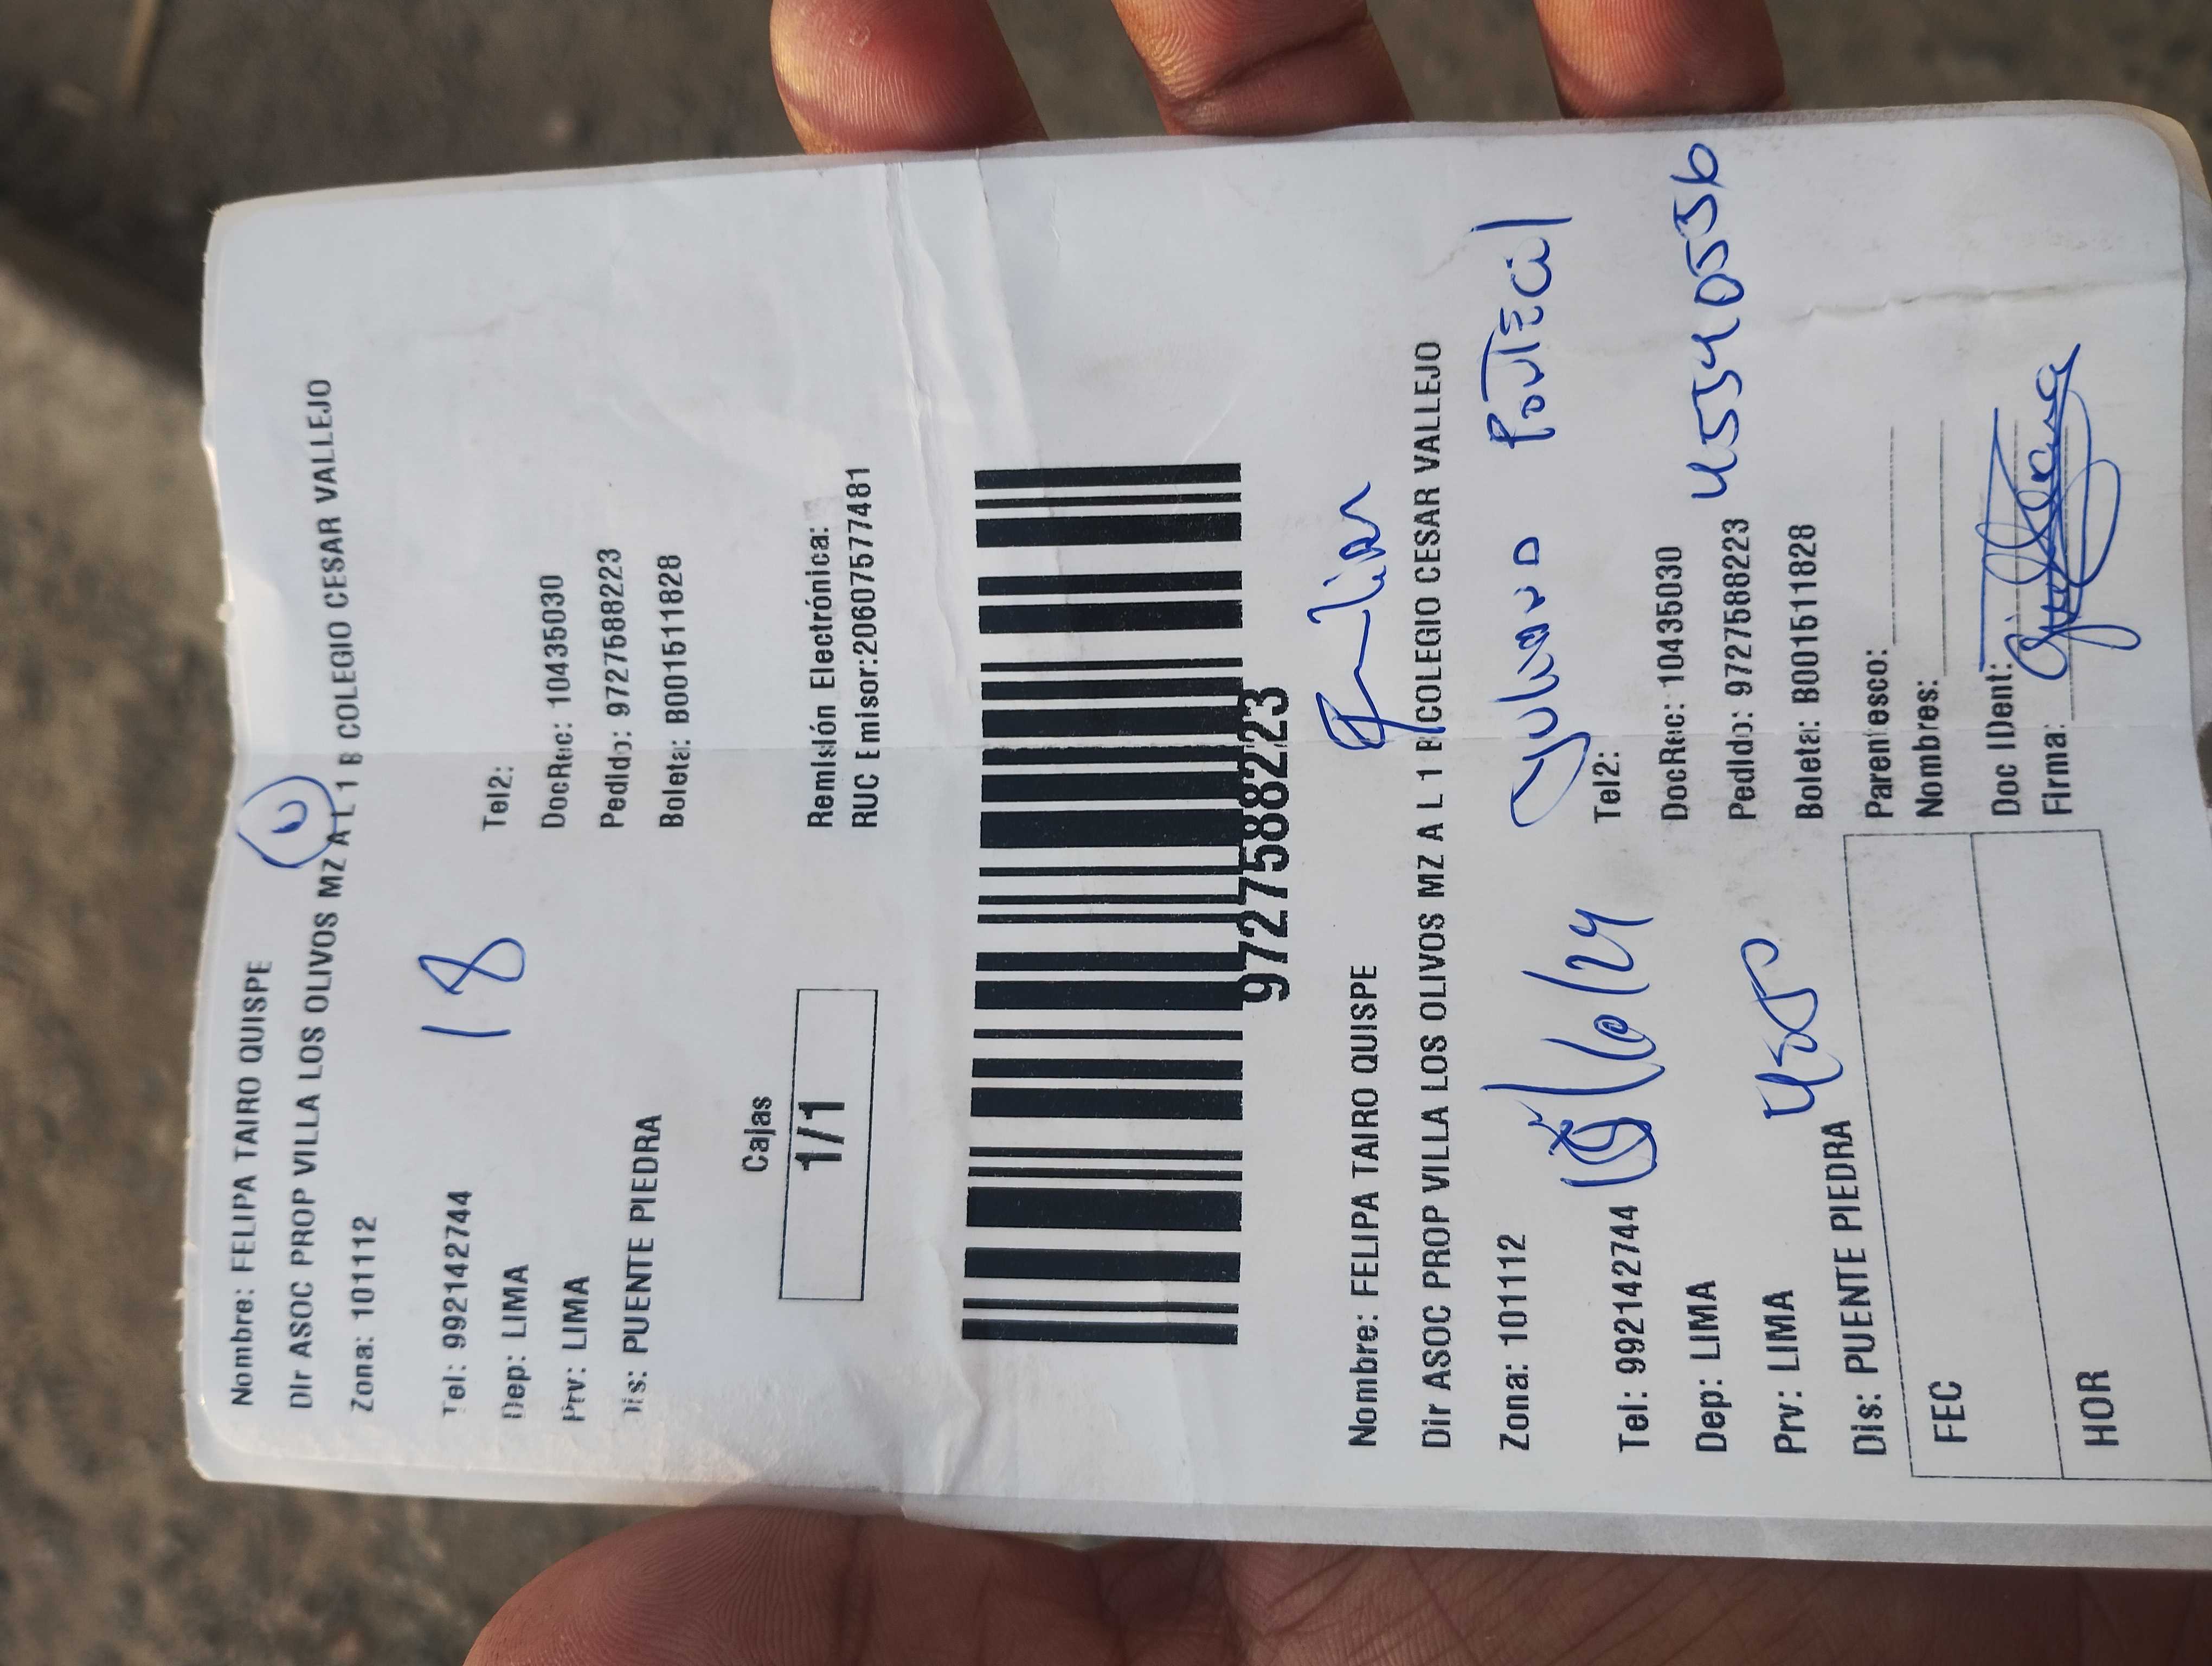 Nombre: FELIPA TAIRO QUISPE
Dir ASOC PROP VILLA LOS OLIVOS MZ A L 1 B COLEGIO CESAR VALLEJO
Zona: 101112
18
Tel: 992142744
Tel2:
Dep: LIMA
DocRec: 10435030
Prv: LIMA
Pedido: 9727588223
Dis: PUENTE PIEDRA
Boleta: B001511828
Cajas
1/1
Remisión Electrónica:
RUC Emisor:20607577481
9727588223
Nombre: FELIPA TAIRO QUISPE
Dir ASOC PROP VILLA LOS OLIVOS MZ A L 1 B COLEGIO CESAR VALLEJO
Zona: 101112
Tel: 992142744
Tel2:
Dep: LIMA
DocRec: 10435030
45540556
Prv: LIMA
Pedido: 9727588223
Dis: PUENTE PIEDRA
Boleta: B001511828
FEC
Parentesco:
Nombres:
HOR
Doc IDent:
Firma: